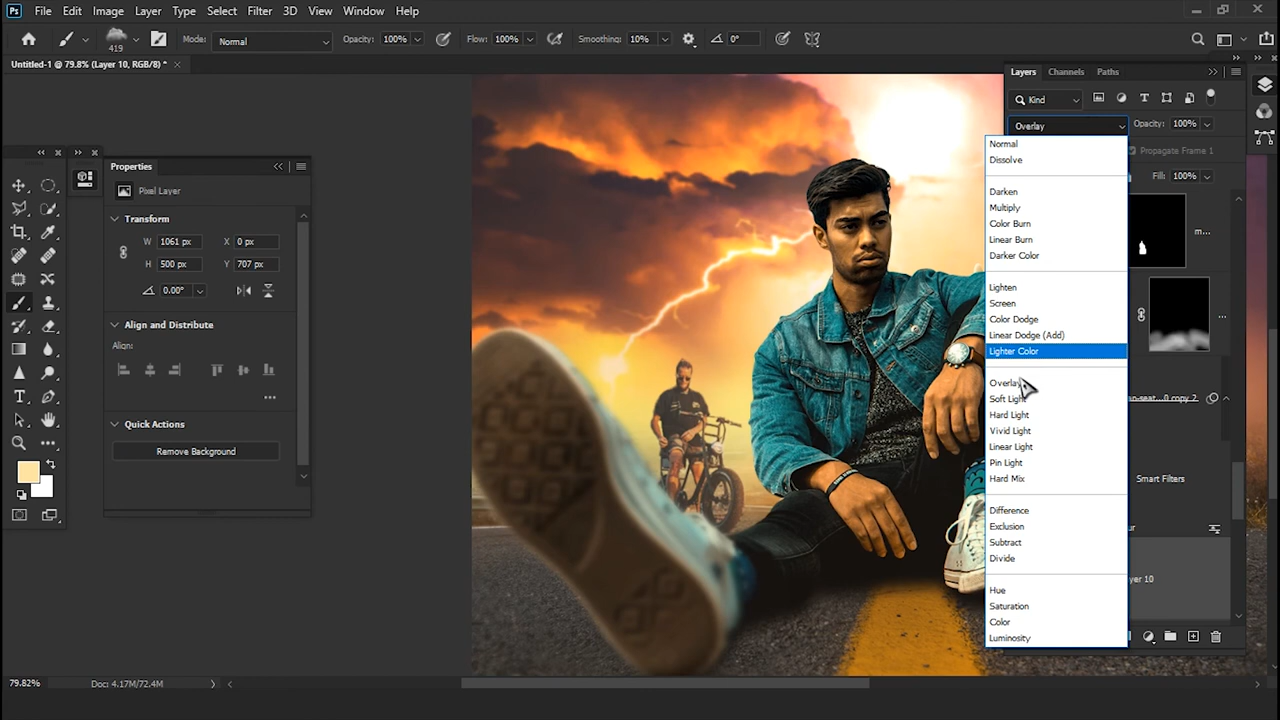 Ps File Edit Image Layer Type Select Filter 3D View Window Help
419 Mode: Normal Opacity: 100% Flow: 100% Smoothing: 10% 0°
Untitled-1 @ 79.8% (Layer 10, RGB/8) *
Layers Channels Paths
Kind
Overlay Opacity: 100%
Propagate Frame 1
Fill: 100%
Properties
Pixel Layer
Transform
W 1061 px X 0 px
H 500 px Y 707 px
0.00°
Align and Distribute
Align:
Quick Actions
Remove Background
Normal
Dissolve
Darken
Multiply
Color Burn
Linear Burn
Darker Color
Lighten
Screen
Color Dodge
Linear Dodge (Add)
Lighter Color
Overlay
Soft Light
Hard Light
Vivid Light
Linear Light
Pin Light
Hard Mix
Difference
Exclusion
Subtract
Divide
Hue
Saturation
Color
Luminosity
m...
...
0 copy 2
Smart Filters
79.82% Doc: 4.17M/72.4M